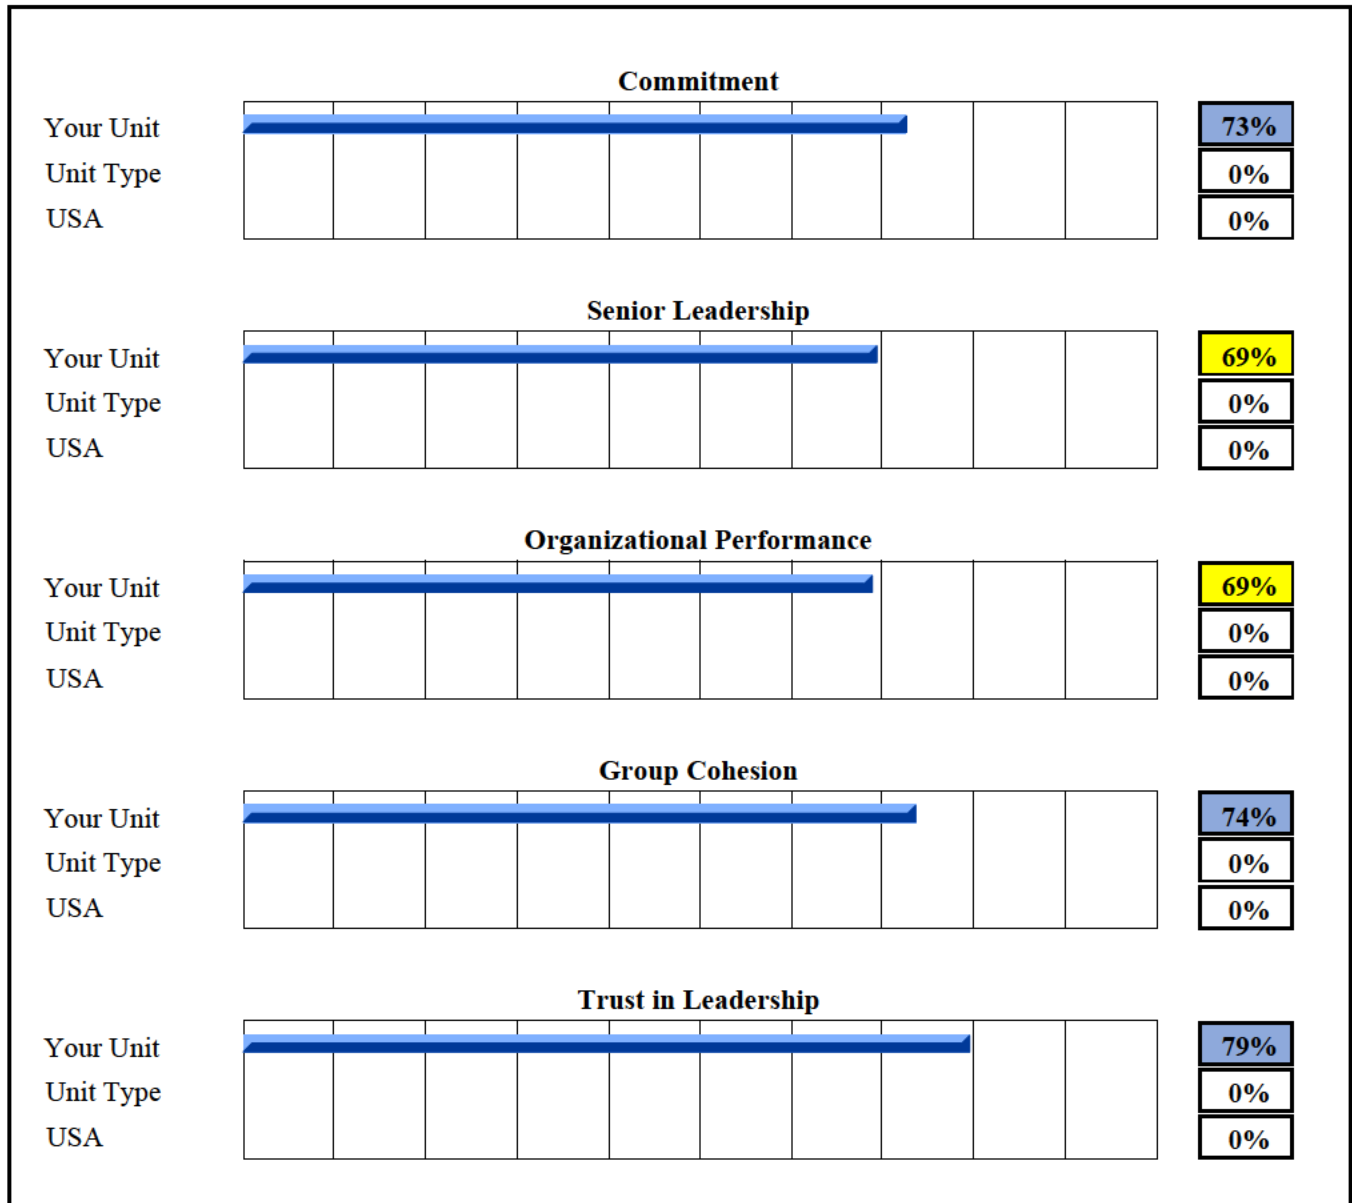 Commitment
Your Unit 73%
Unit Type 0%
USA 0%
Senior Leadership
Your Unit 69%
Unit Type 0%
USA 0%
Organizational Performance
Your Unit 69%
Unit Type 0%
USA 0%
Group Cohesion
Your Unit 74%
Unit Type 0%
USA 0%
Trust in Leadership
Your Unit 79%
Unit Type 0%
USA 0%